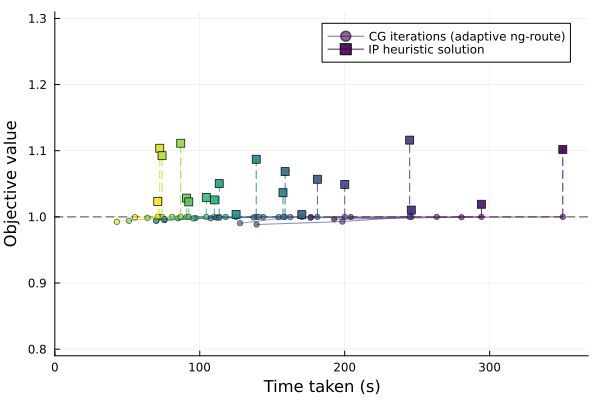 CG iterations (adaptive ng-route)
IP heuristic solution
Objective value
1.3
1.2
1.1
1.0
0.9
0.8
0
100
200
300
Time taken (s)